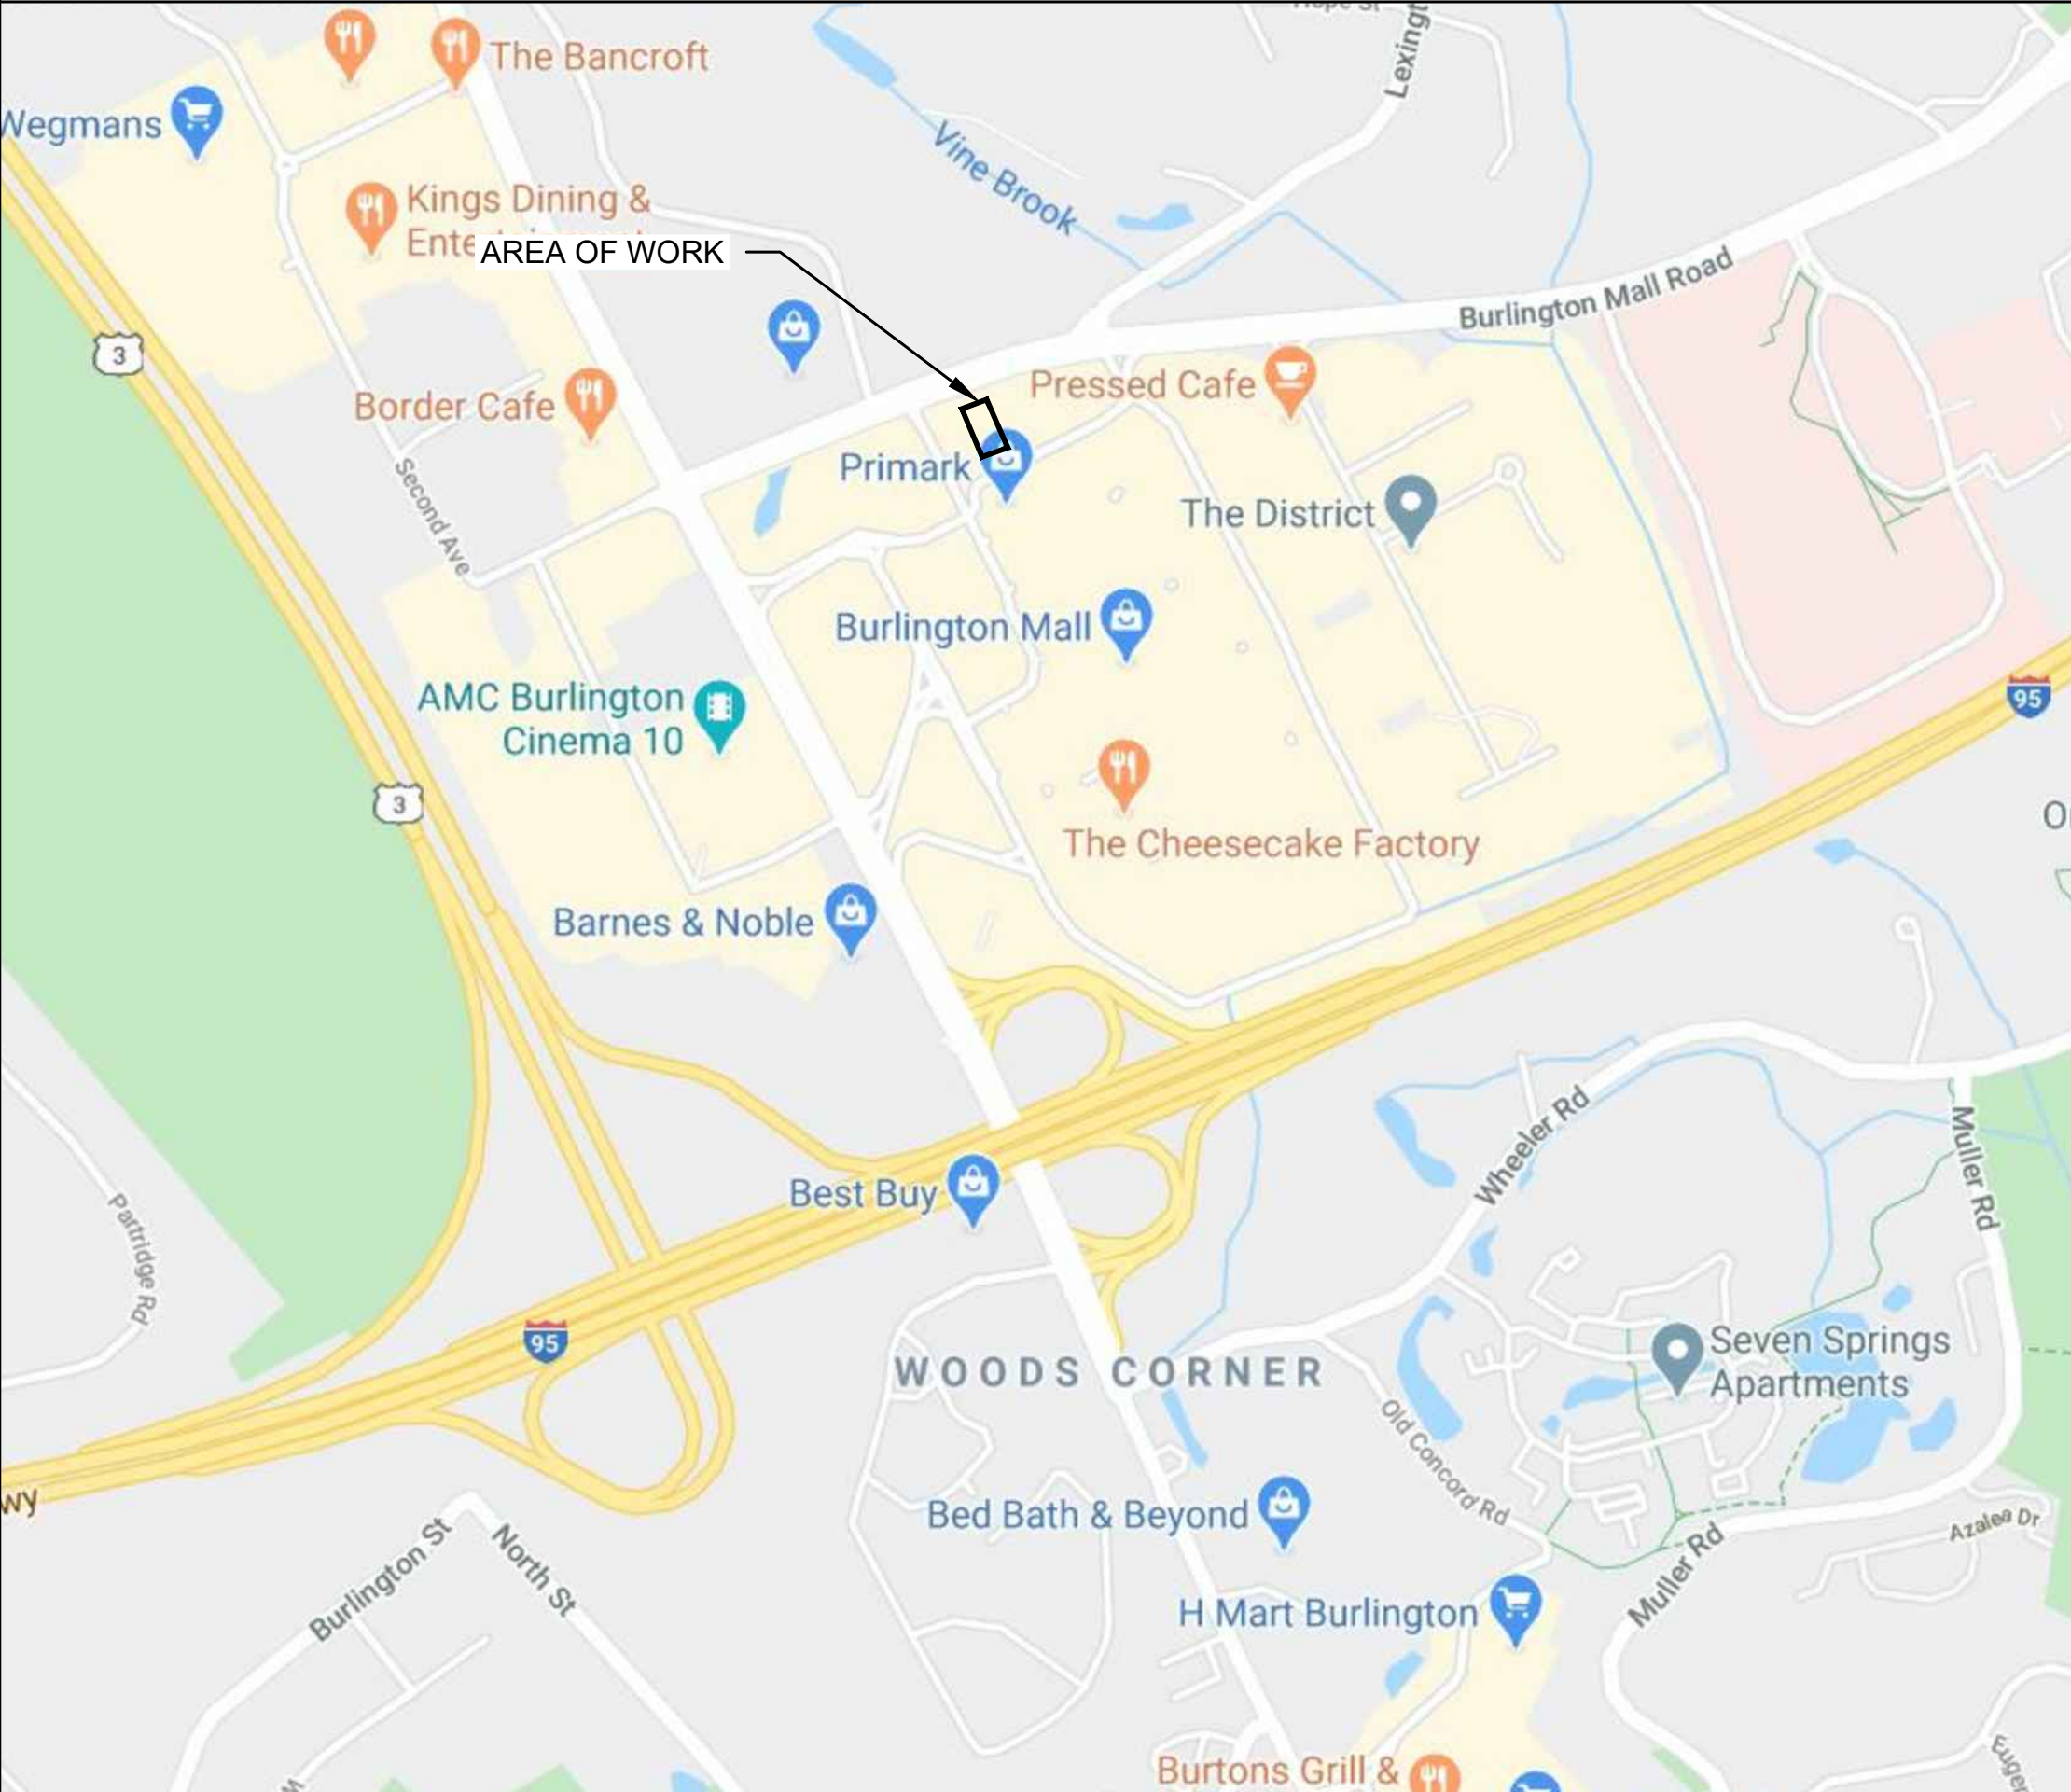 Lexingt
The Bancroft
Wegmans
Vine Brook
Kings Dining &
AREA OF WORK
Burlington Mall Road
3
Border Cafe
Pressed Cafe
Primark
Second Ave
The District
Burlington Mall
95
AMC Burlington
Cinema 10
3
The Cheesecake Factory
O
Barnes & Noble
Wheeler Rd
Muller Rd
Best Buy
Partridge Rd
95
WOODS CORNER
Seven Springs
Apartments
Old Concord Rd
wy
Bed Bath & Beyond
Azalea Dr
Burlington St
North St
Muller Rd
H Mart Burlington
Burtons Grill &
Euger